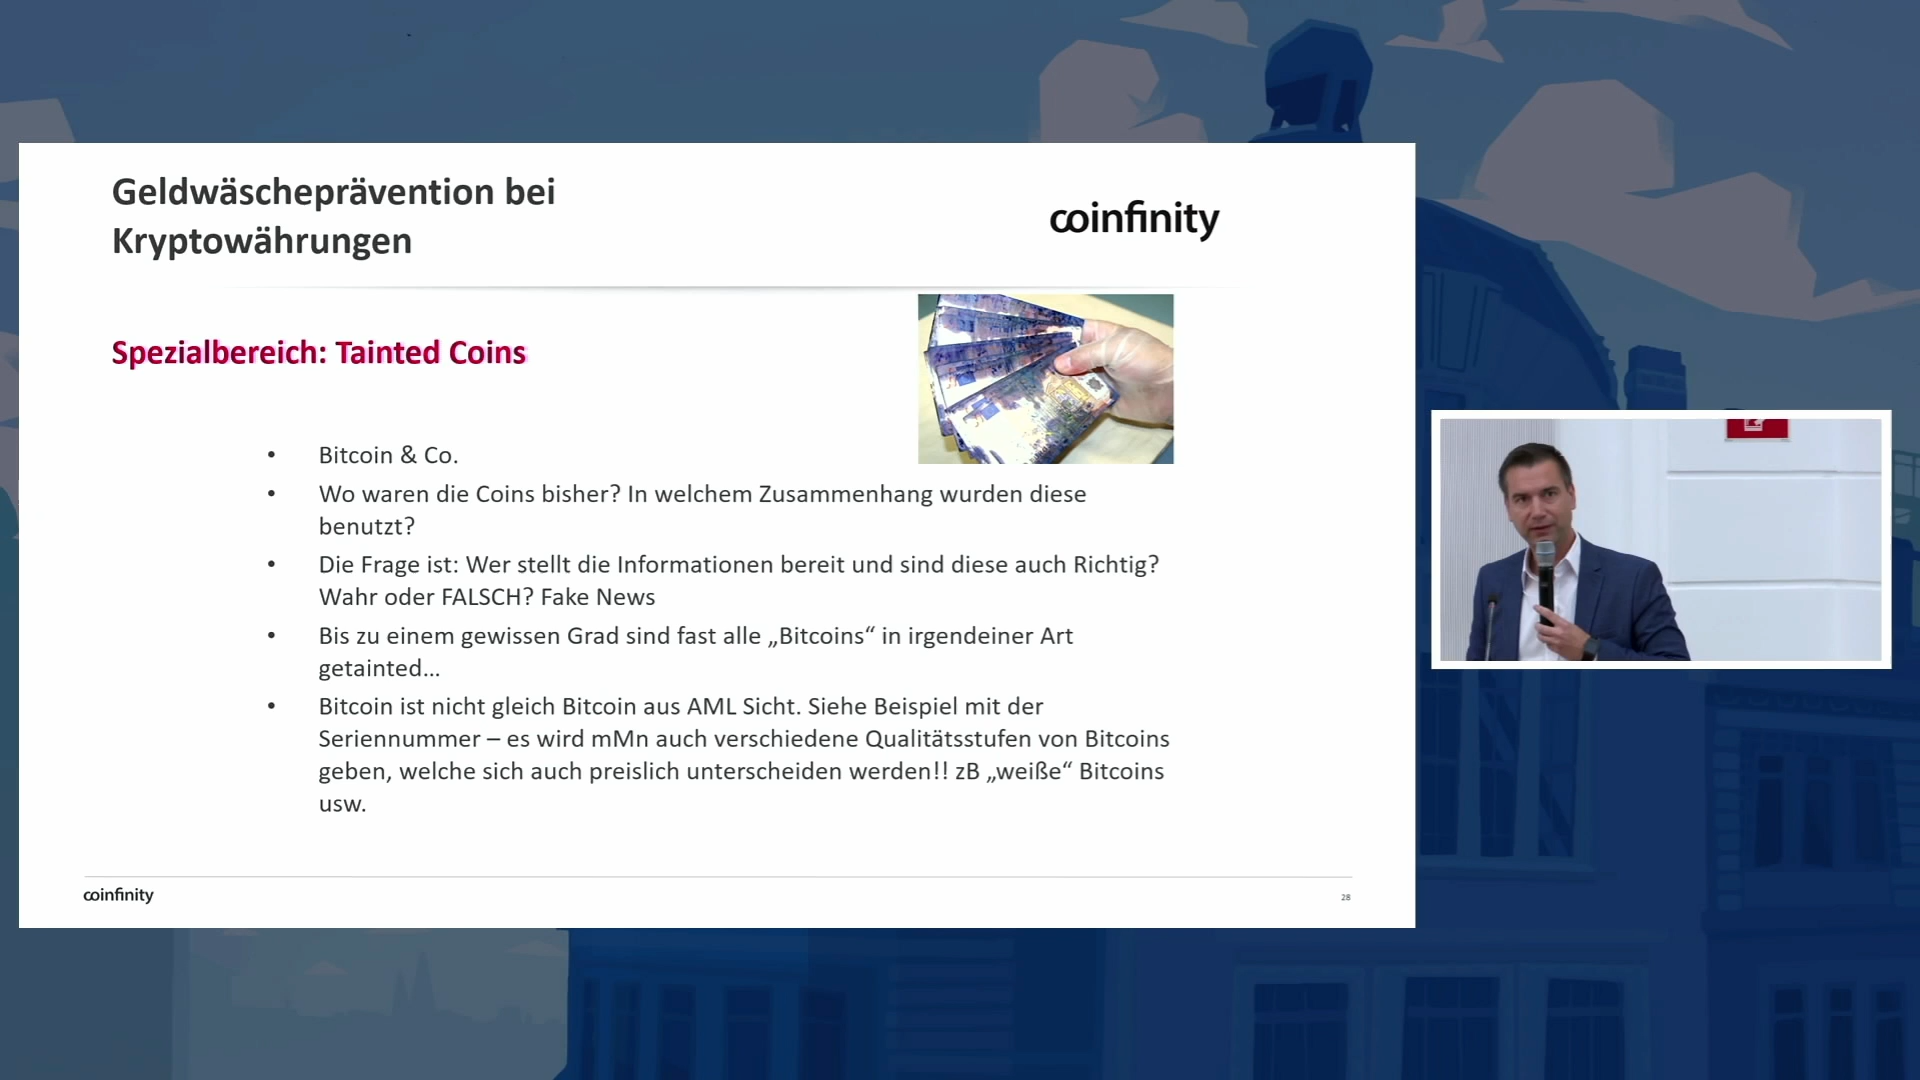 Geldwäscheprävention bei
Kryptowährungen
coinfinity
Spezialbereich: Tainted Coins
• Bitcoin & Co.
• Wo waren die Coins bisher? In welchem Zusammenhang wurden diese
benutzt?
• Die Frage ist: Wer stellt die Informationen bereit und sind diese auch Richtig?
Wahr oder FALSCH? Fake News
• Bis zu einem gewissen Grad sind fast alle „Bitcoins“ in irgendeiner Art
getainted...
• Bitcoin ist nicht gleich Bitcoin aus AML Sicht. Siehe Beispiel mit der
Seriennummer – es wird mMn auch verschiedene Qualitätsstufen von Bitcoins
geben, welche sich auch preislich unterscheiden werden!! zB „weiße“ Bitcoins
usw.
coinfinity
28